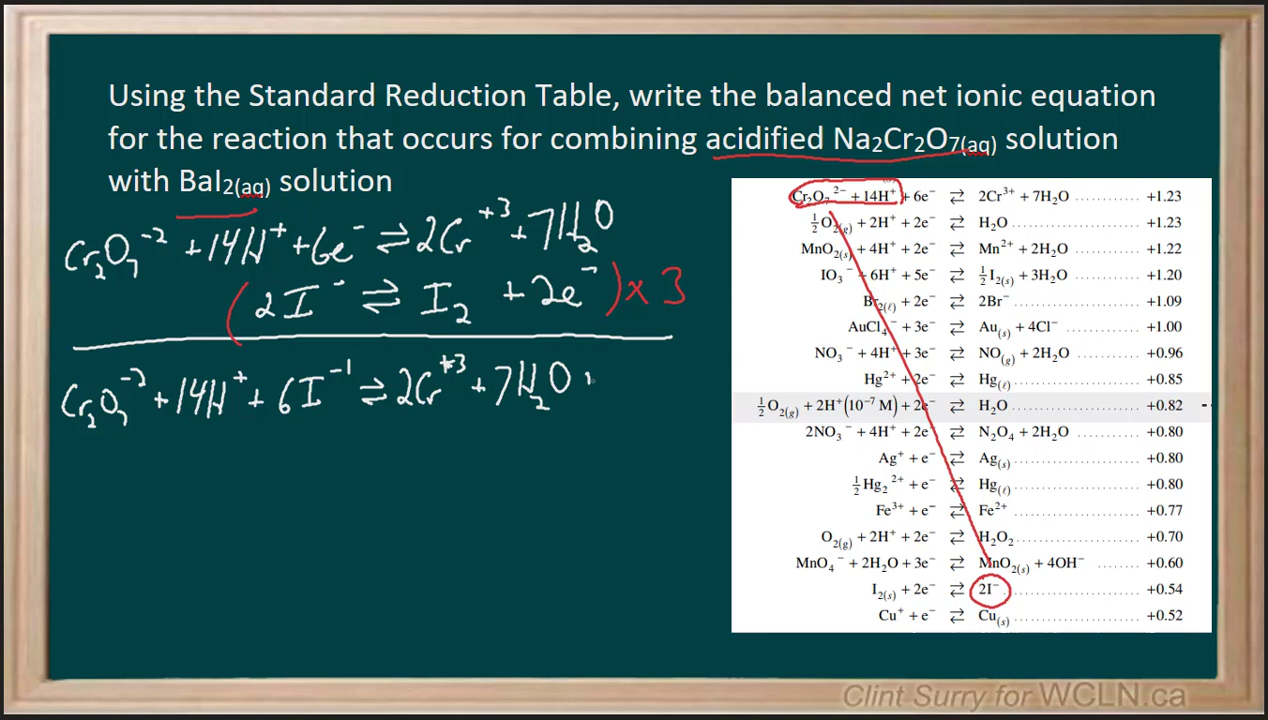 Using the Standard Reduction Table, write the balanced net ionic equation
for the reaction that occurs for combining acidified Na₂Cr₂O₇(aq) solution
with BaI₂(aq) solution
Cr₂O₇⁻² + 14H⁺ + 6e⁻ ⇌ 2Cr⁺³ + 7H₂O
(2I⁻ ⇌ I₂ + 2e⁻) x 3
Cr₂O₇⁻² + 14H⁺ + 6I⁻¹ ⇌ 2Cr⁺³ + 7H₂O
Cr₂O₇²⁻ + 14H⁺ + 6e⁻ ⇄ 2Cr³⁺ + 7H₂O ............ +1.23
½O₂(g) + 2H⁺ + 2e⁻ ⇄ H₂O ............ +1.23
MnO₂(s) + 4H⁺ + 2e⁻ ⇄ Mn²⁺ + 2H₂O ............ +1.22
IO₃⁻ + 6H⁺ + 5e⁻ ⇄ ½I₂(s) + 3H₂O ............ +1.20
Br₂(ℓ) + 2e⁻ ⇄ 2Br⁻ ............ +1.09
AuCl₄⁻ + 3e⁻ ⇄ Au(s) + 4Cl⁻ ............ +1.00
NO₃⁻ + 4H⁺ + 3e⁻ ⇄ NO(g) + 2H₂O ............ +0.96
Hg²⁺ + 2e⁻ ⇄ Hg(ℓ) ............ +0.85
½O₂(g) + 2H⁺(10⁻⁷ M) + 2e⁻ ⇄ H₂O ............ +0.82
2NO₃⁻ + 4H⁺ + 2e⁻ ⇄ N₂O₄ + 2H₂O ............ +0.80
Ag⁺ + e⁻ ⇄ Ag(s) ............ +0.80
½Hg₂²⁺ + e⁻ ⇄ Hg(ℓ) ............ +0.80
Fe³⁺ + e⁻ ⇄ Fe²⁺ ............ +0.77
O₂(g) + 2H⁺ + 2e⁻ ⇄ H₂O₂ ............ +0.70
MnO₄⁻ + 2H₂O + 3e⁻ ⇄ MnO₂(s) + 4OH⁻ ........ +0.60
I₂(s) + 2e⁻ ⇄ 2I⁻ ............ +0.54
Cu⁺ + e⁻ ⇄ Cu(s) ............ +0.52
Clint Surry for WCLN.ca